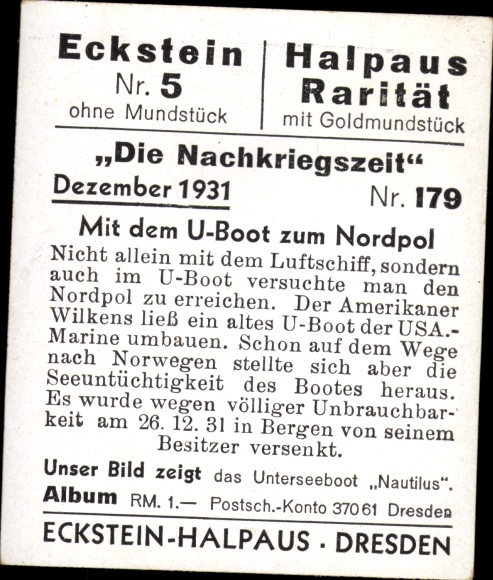 Eckstein
Nr. 5
ohne Mundstück
Halpaus
Rarität
mit Goldmundstück
„Die Nachkriegszeit“
Dezember 1931 Nr. 179
Mit dem U-Boot zum Nordpol
Nicht allein mit dem Luftschiff, sondern
auch im U-Boot versuchte man den
Nordpol zu erreichen. Der Amerikaner
Wilkens ließ ein altes U-Boot der USA.-
Marine umbauen. Schon auf dem Wege
nach Norwegen stellte sich aber die
Seeuntüchtigkeit des Bootes heraus.
Es wurde wegen völliger Unbrauchbar-
keit am 26. 12. 31 in Bergen von seinem
Besitzer versenkt.
Unser Bild zeigt das Unterseeboot „Nautilus“.
Album RM. 1.— Postsch.-Konto 37061 Dresden
ECKSTEIN-HALPAUS . DRESDEN